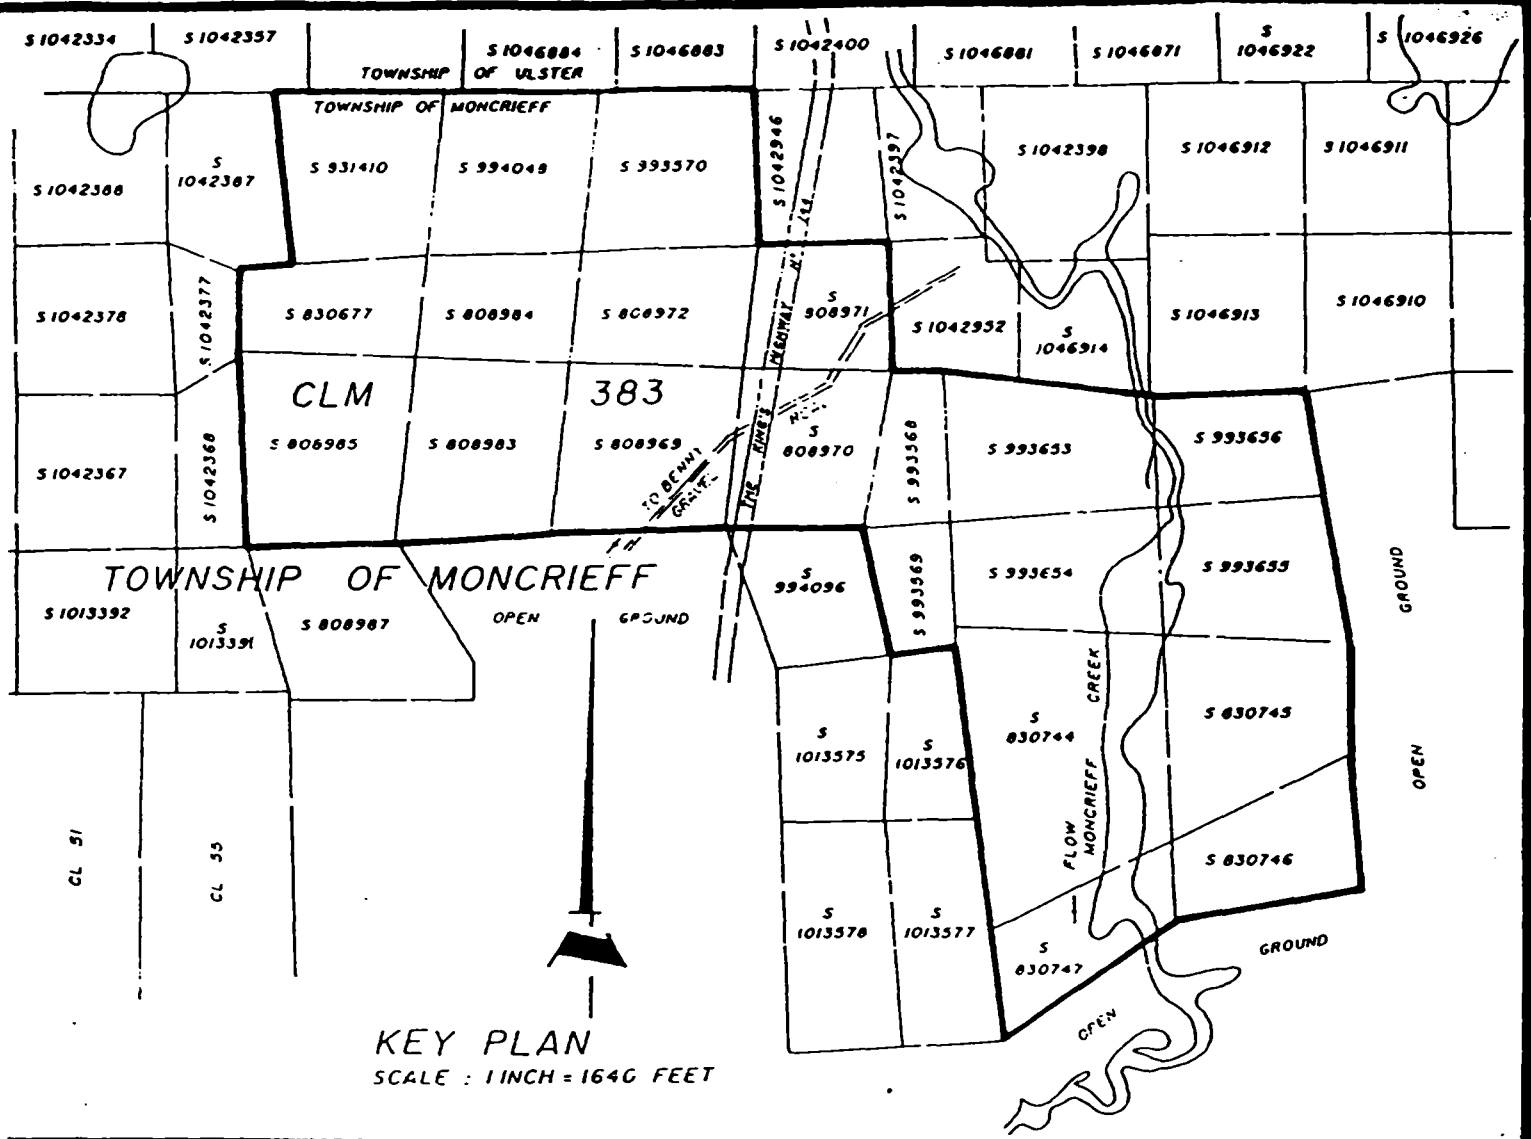 S 1042334
S 1042357
S 1046884
S 1046883
S 1042400
S 1046881
S 1046871
S
1046922
S 1046926
TOWNSHIP OF ULSTER
TOWNSHIP OF MONCRIEFF
S 1042388
S
1042387
S 931410
S 994049
S 993570
S 1042946
S 1042397
S 1042398
S 1046912
S 1046911
S 1042378
S 1042377
S 830677
S 808984
S 808972
S
808971
S 1042952
S
1046914
S 1046913
S 1046910
THE KING'S HIGHWAY Nº 144
CLM 383
S 1042367
S 1042368
S 808985
S 808983
S 808969
S
808970
S 993568
S 993653
S 993656
TO BENNY
GRAVEL
TOWNSHIP OF MONCRIEFF
S 1013392
S
1013391
S 808987
OPEN GROUND
S
994096
S 993569
S 993654
S 993655
GROUND
OPEN
S
1013575
S
1013576
S
830744
S 830745
FLOW
MONCRIEFF CREEK
CL 51
CL 55
S
1013578
S
1013577
S 830746
S
830747
OPEN
GROUND
KEY PLAN
SCALE : 1 INCH = 1640 FEET